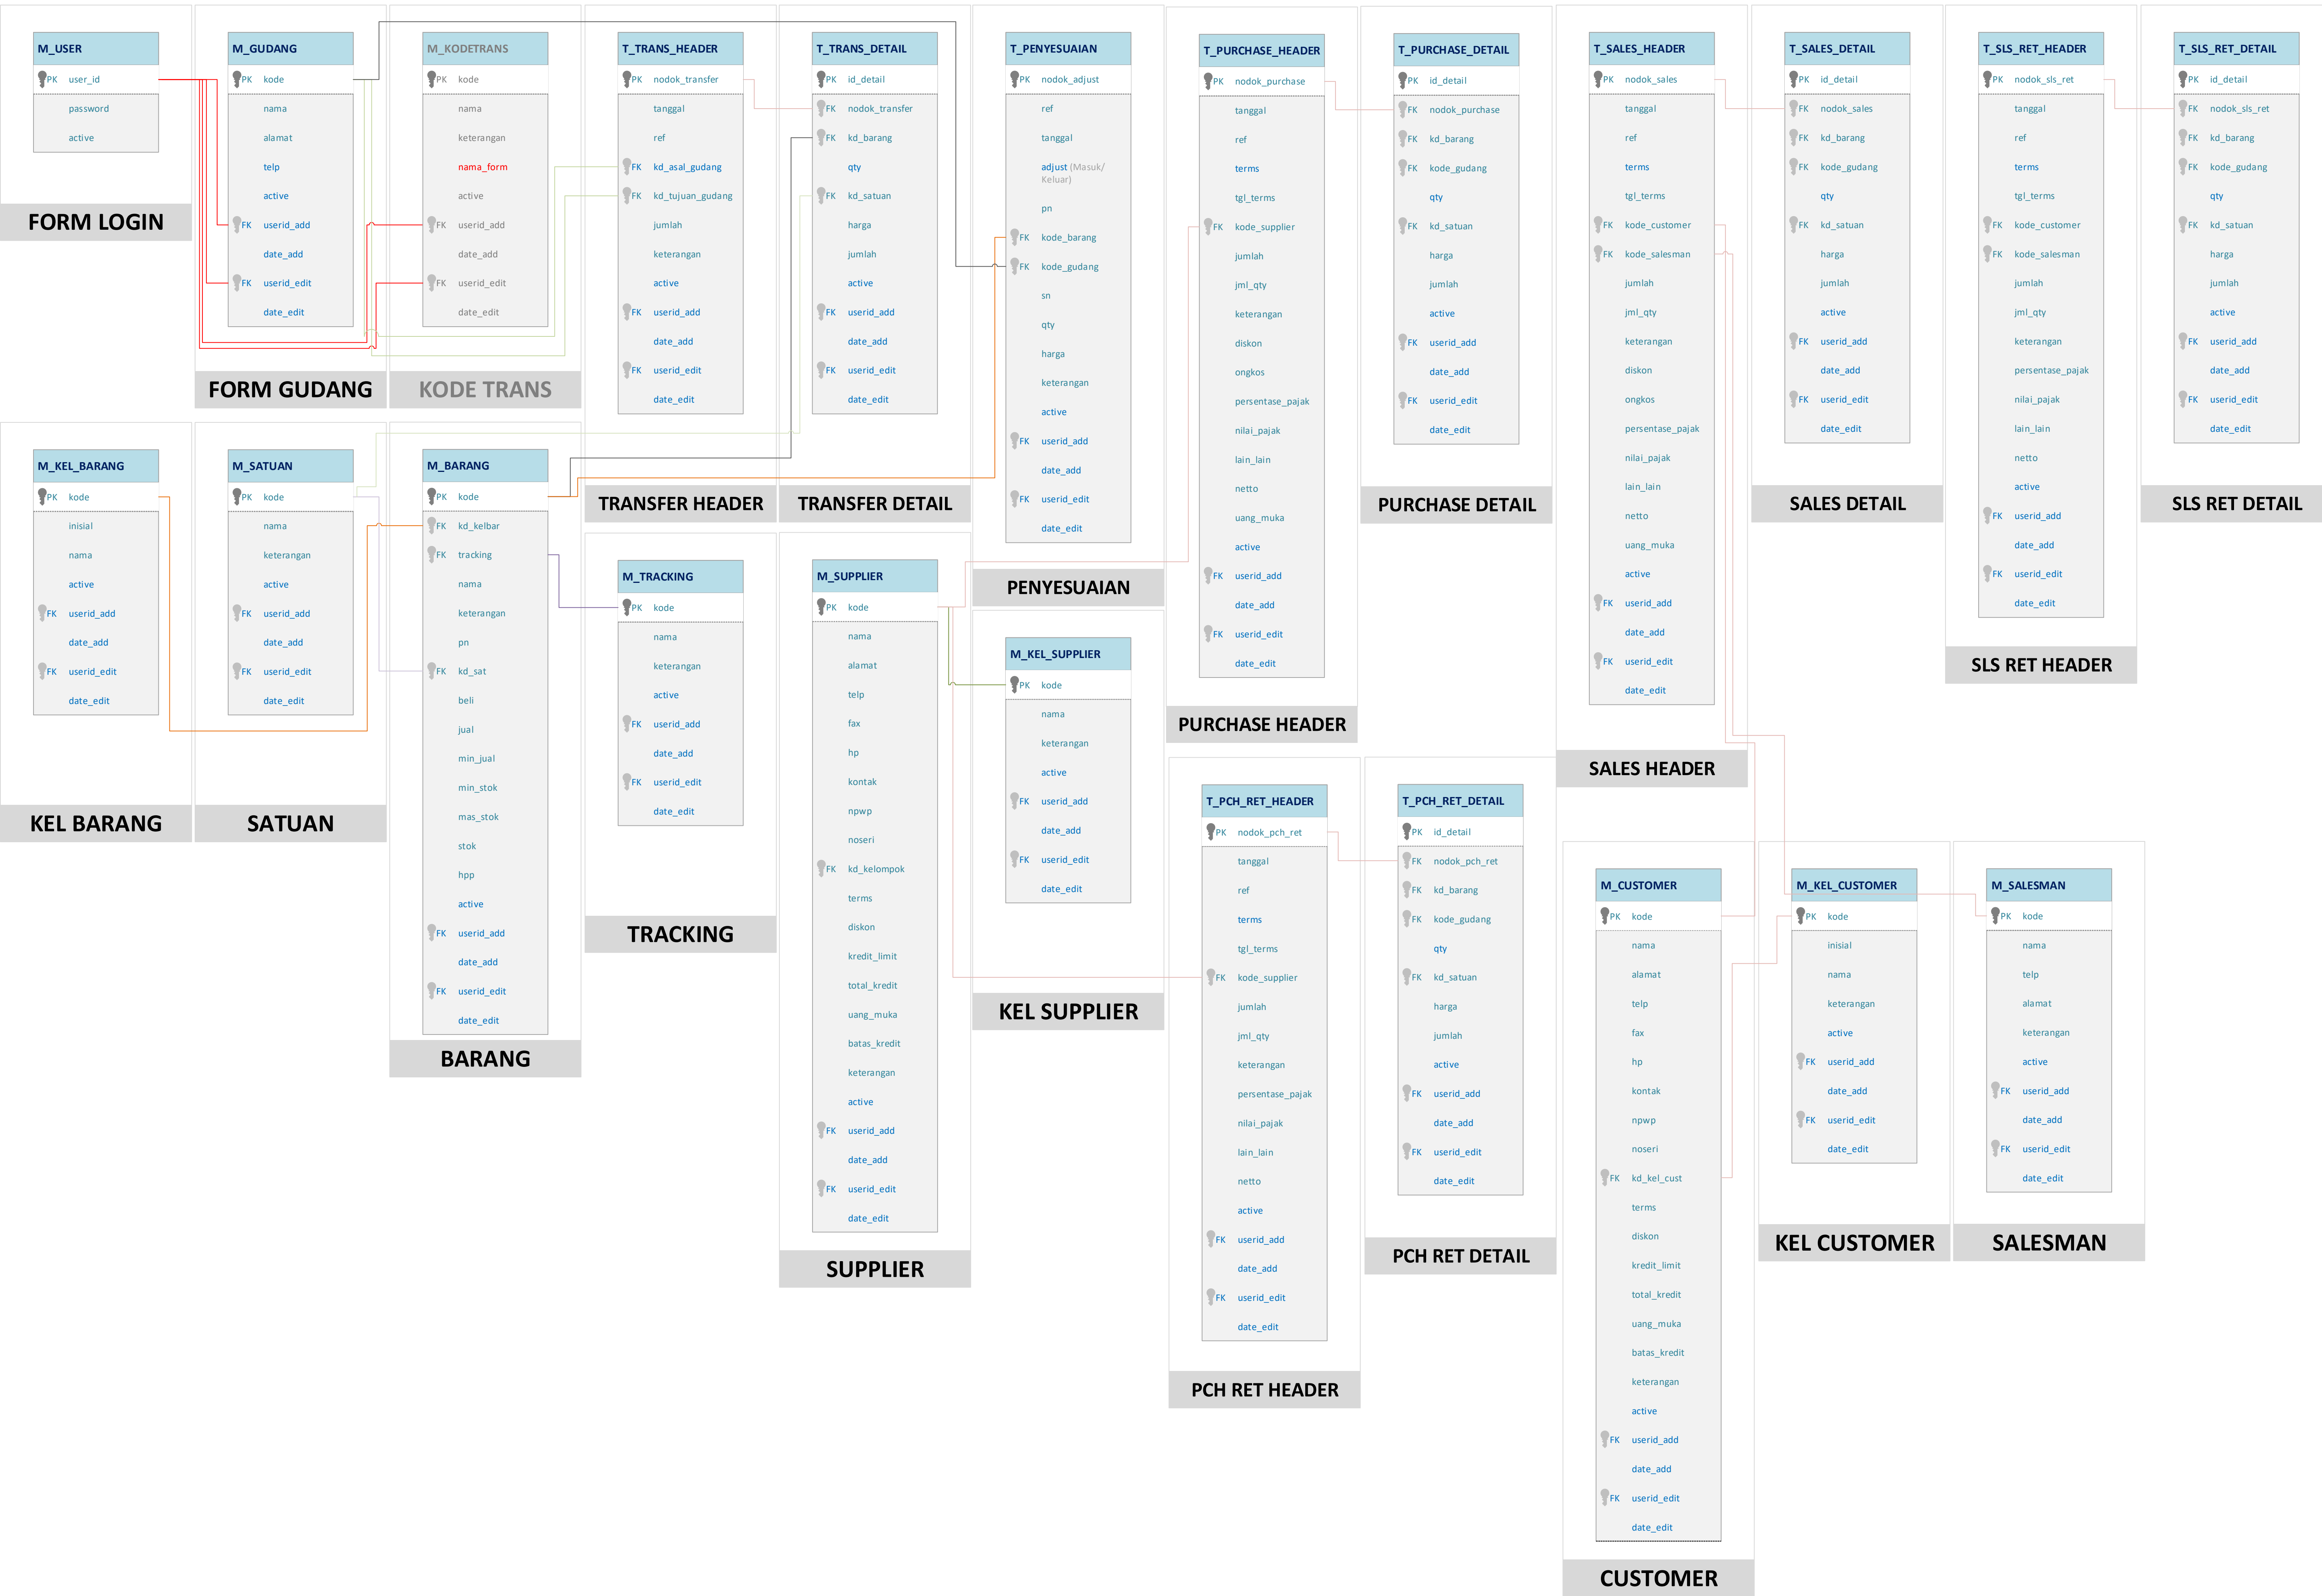 M_USER
PK user_id
password
active
FORM LOGIN
M_GUDANG
PK kode
nama
alamat
telp
active
FK userid_add
date_add
FK userid_edit
date_edit
FORM GUDANG
M_KODETRANS
PK kode
nama
keterangan
nama_form
active
FK userid_add
date_add
FK userid_edit
date_edit
KODE TRANS
T_TRANS_HEADER
PK nodok_transfer
tanggal
ref
FK kd_asal_gudang
FK kd_tujuan_gudang
jumlah
keterangan
active
FK userid_add
date_add
FK userid_edit
date_edit
TRANSFER HEADER
T_TRANS_DETAIL
PK id_detail
FK nodok_transfer
FK kd_barang
qty
FK kd_satuan
harga
jumlah
active
FK userid_add
date_add
FK userid_edit
date_edit
TRANSFER DETAIL
T_PENYESUAIAN
PK nodok_adjust
ref
tanggal
adjust (Masuk/
Keluar)
pn
FK kode_barang
FK kode_gudang
sn
qty
harga
keterangan
active
FK userid_add
date_add
FK userid_edit
date_edit
PENYESUAIAN
T_PURCHASE_HEADER
PK nodok_purchase
tanggal
ref
terms
tgl_terms
FK kode_supplier
jumlah
jml_qty
keterangan
diskon
ongkos
persentase_pajak
nilai_pajak
lain_lain
netto
uang_muka
active
FK userid_add
date_add
FK userid_edit
date_edit
PURCHASE HEADER
T_PURCHASE_DETAIL
PK id_detail
FK nodok_purchase
FK kd_barang
FK kode_gudang
qty
FK kd_satuan
harga
jumlah
active
FK userid_add
date_add
FK userid_edit
date_edit
PURCHASE DETAIL
T_SALES_HEADER
PK nodok_sales
tanggal
ref
terms
tgl_terms
FK kode_customer
FK kode_salesman
jumlah
jml_qty
keterangan
diskon
ongkos
persentase_pajak
nilai_pajak
lain_lain
netto
uang_muka
active
FK userid_add
date_add
FK userid_edit
date_edit
SALES HEADER
T_SALES_DETAIL
PK id_detail
FK nodok_sales
FK kd_barang
FK kode_gudang
qty
FK kd_satuan
harga
jumlah
active
FK userid_add
date_add
FK userid_edit
date_edit
SALES DETAIL
T_SLS_RET_HEADER
PK nodok_sls_ret
tanggal
ref
terms
tgl_terms
FK kode_customer
FK kode_salesman
jumlah
jml_qty
keterangan
persentase_pajak
nilai_pajak
lain_lain
netto
active
FK userid_add
date_add
FK userid_edit
date_edit
SLS RET HEADER
T_SLS_RET_DETAIL
PK id_detail
FK nodok_sls_ret
FK kd_barang
FK kode_gudang
qty
FK kd_satuan
harga
jumlah
active
FK userid_add
date_add
FK userid_edit
date_edit
SLS RET DETAIL
M_KEL_BARANG
PK kode
inisial
nama
active
FK userid_add
date_add
FK userid_edit
date_edit
KEL BARANG
M_SATUAN
PK kode
nama
keterangan
active
FK userid_add
date_add
FK userid_edit
date_edit
SATUAN
M_BARANG
PK kode
FK kd_kelbar
FK tracking
nama
keterangan
pn
FK kd_sat
beli
jual
min_jual
min_stok
mas_stok
stok
hpp
active
FK userid_add
date_add
FK userid_edit
date_edit
BARANG
M_TRACKING
PK kode
nama
keterangan
active
FK userid_add
date_add
FK userid_edit
date_edit
TRACKING
M_SUPPLIER
PK kode
nama
alamat
telp
fax
hp
kontak
npwp
noseri
FK kd_kelompok
terms
diskon
kredit_limit
total_kredit
uang_muka
batas_kredit
keterangan
active
FK userid_add
date_add
FK userid_edit
date_edit
SUPPLIER
M_KEL_SUPPLIER
PK kode
nama
keterangan
active
FK userid_add
date_add
FK userid_edit
date_edit
KEL SUPPLIER
T_PCH_RET_HEADER
PK nodok_pch_ret
tanggal
ref
terms
tgl_terms
FK kode_supplier
jumlah
jml_qty
keterangan
persentase_pajak
nilai_pajak
lain_lain
netto
active
FK userid_add
date_add
FK userid_edit
date_edit
PCH RET HEADER
T_PCH_RET_DETAIL
PK id_detail
FK nodok_pch_ret
FK kd_barang
FK kode_gudang
qty
FK kd_satuan
harga
jumlah
active
FK userid_add
date_add
FK userid_edit
date_edit
PCH RET DETAIL
M_CUSTOMER
PK kode
nama
alamat
telp
fax
hp
kontak
npwp
noseri
FK kd_kel_cust
terms
diskon
kredit_limit
total_kredit
uang_muka
batas_kredit
keterangan
active
FK userid_add
date_add
FK userid_edit
date_edit
CUSTOMER
M_KEL_CUSTOMER
PK kode
inisial
nama
keterangan
active
FK userid_add
date_add
FK userid_edit
date_edit
KEL CUSTOMER
M_SALESMAN
PK kode
nama
telp
alamat
keterangan
active
FK userid_add
date_add
FK userid_edit
date_edit
SALESMAN